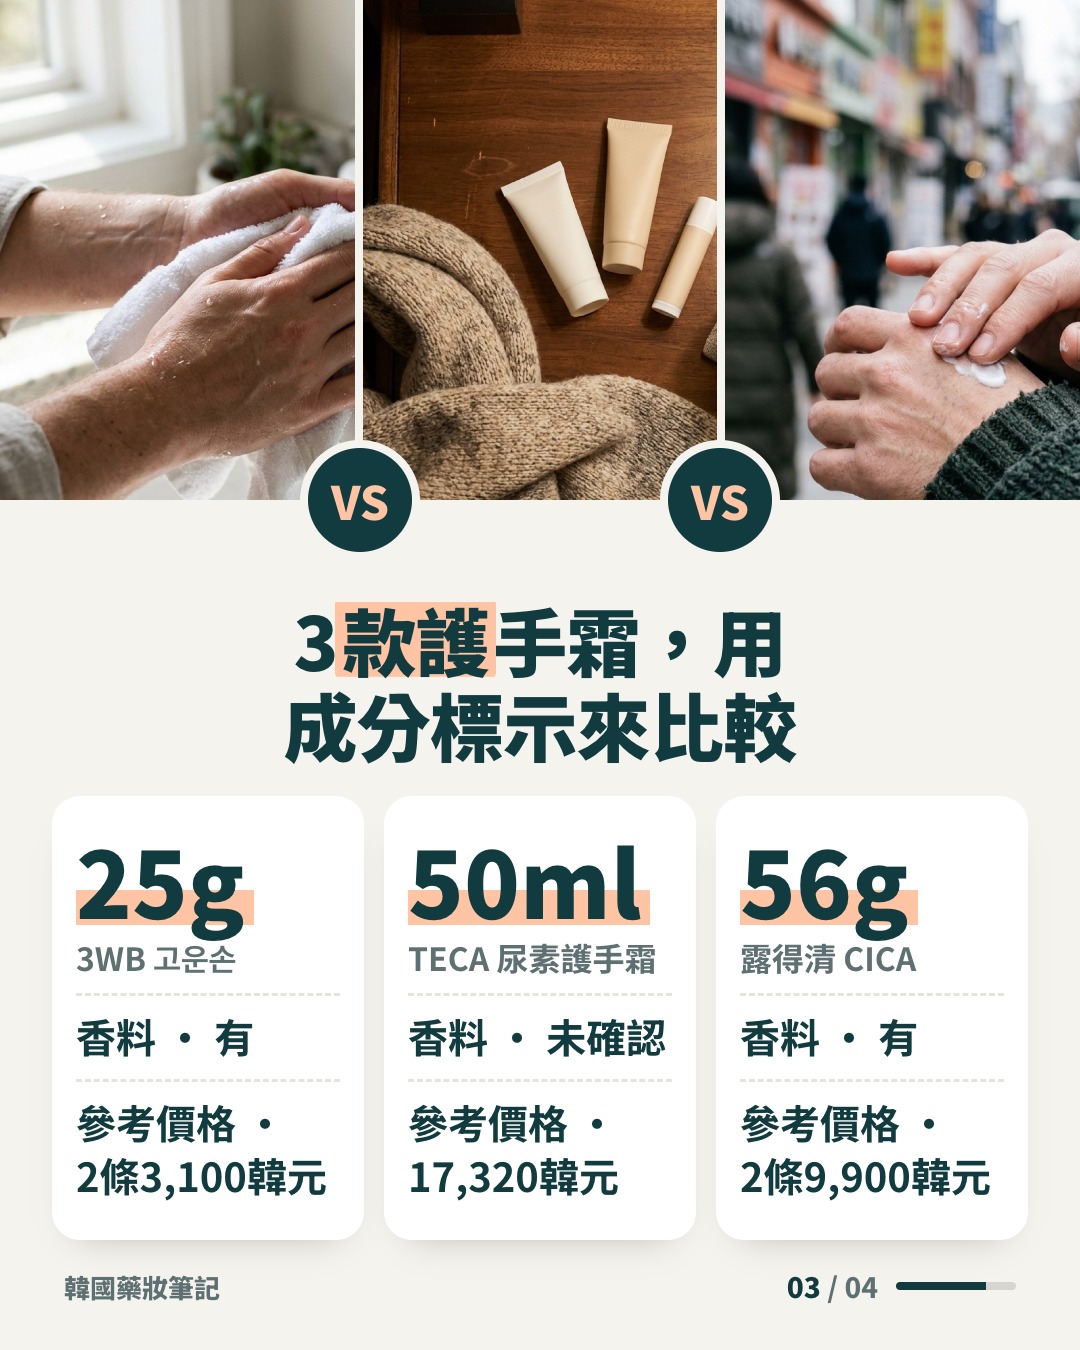 VS
VS
3款護手霜，用
成分標示來比較
25g
3WB 고운손
香料 · 有
參考價格 ·
2條3,100韓元
50ml
TECA 尿素護手霜
香料 · 未確認
參考價格 ·
17,320韓元
56g
露得清 CICA
香料 · 有
參考價格 ·
2條9,900韓元
韓國藥妝筆記
03 / 04